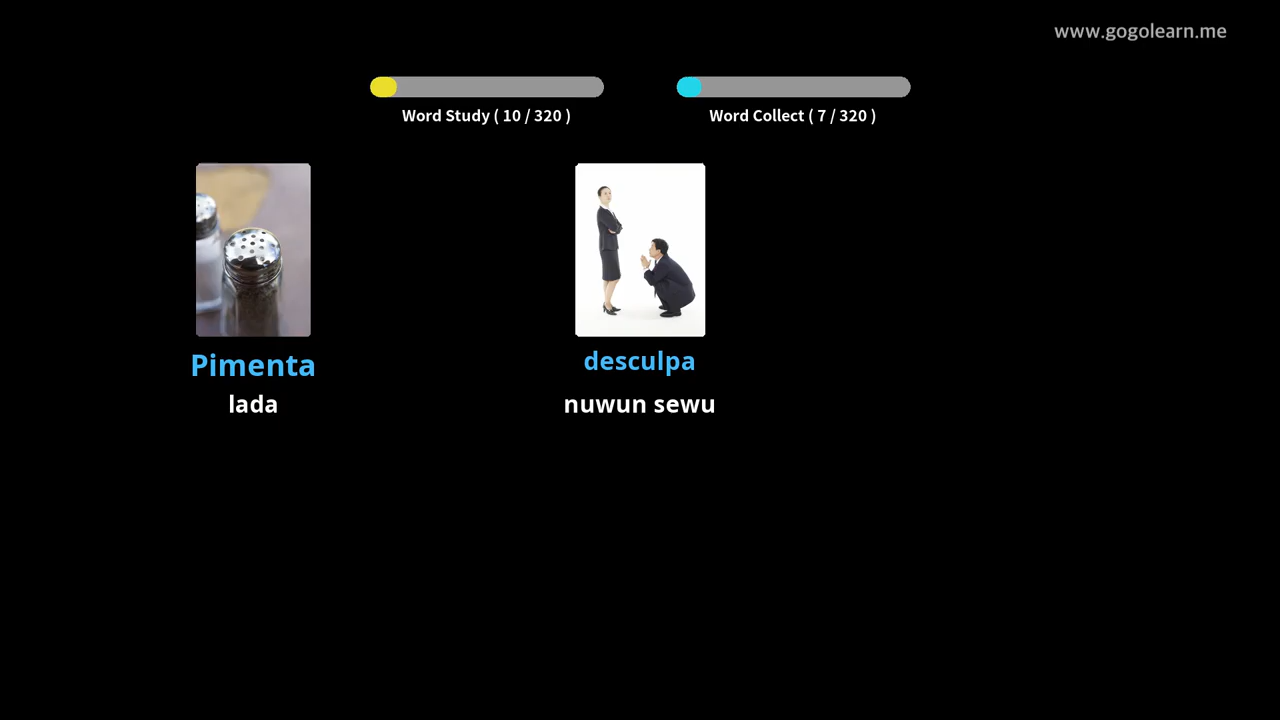 www.gogolearn.me
Word Study ( 10 / 320 )
Word Collect ( 7 / 320 )
Pimenta
desculpa
lada
nuwun sewu